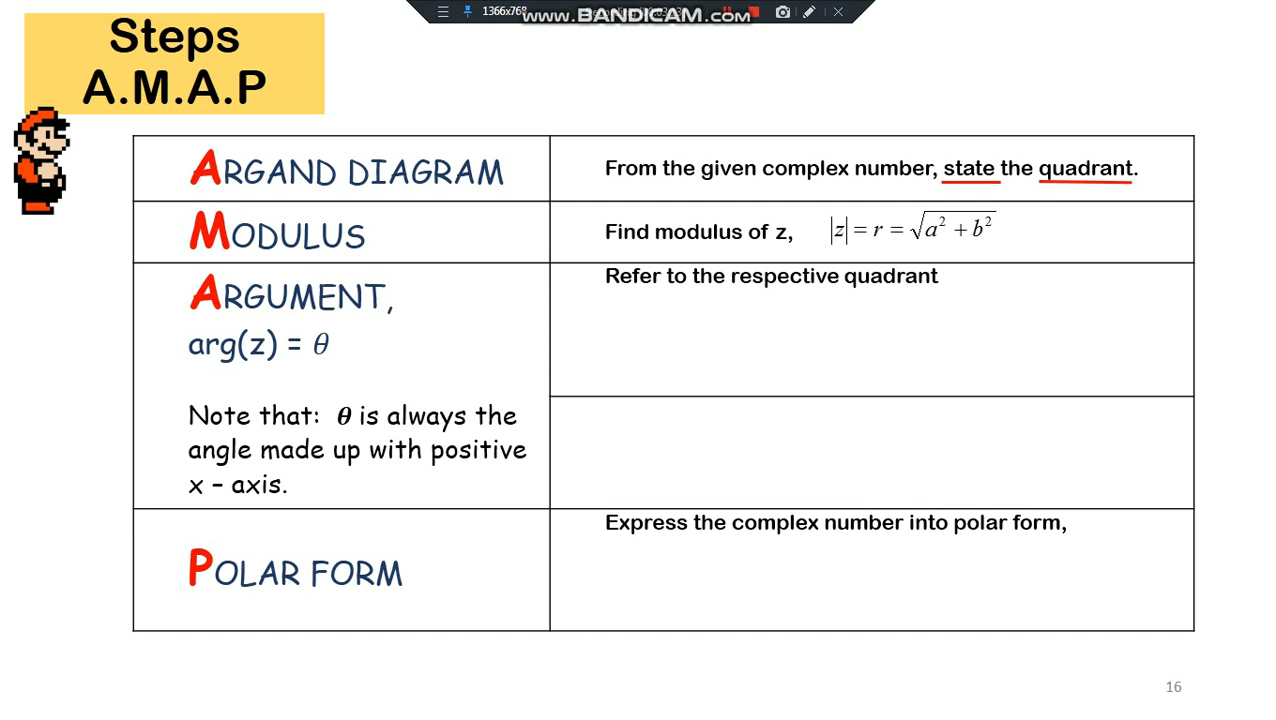 1366x768
www.BANDICAM.com
Steps
A.M.A.P
ARGAND DIAGRAM
From the given complex number, state the quadrant.
MODULUS
Find modulus of z, |z| = r = √(a² + b²)
ARGUMENT,
arg(z) = θ
Refer to the respective quadrant
Note that: θ is always the
angle made up with positive
x – axis.
POLAR FORM
Express the complex number into polar form,
16